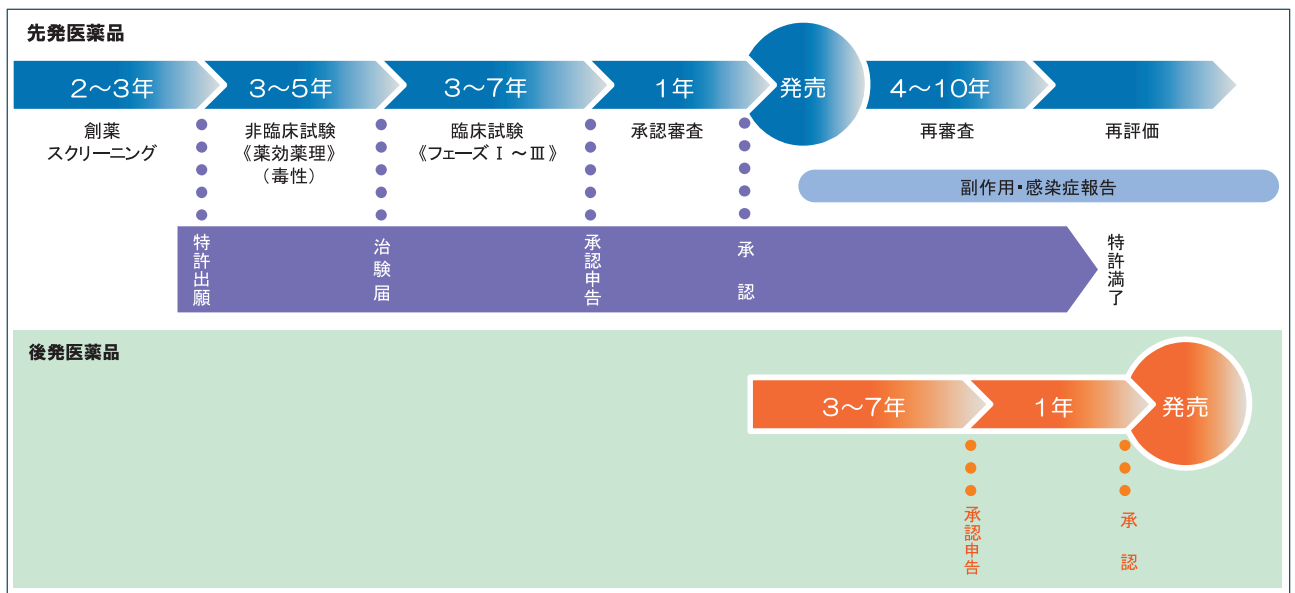 先発医薬品
2～3年
3～5年
3～7年
1年
発売
4～10年
創薬
スクリーニング
非臨床試験
《薬効薬理》
（毒性）
臨床試験
《フェーズⅠ～Ⅲ》
承認審査
再審査
再評価
副作用・感染症報告
特許出願
治験届
承認申告
承認
特許満了
後発医薬品
3～7年
1年
発売
承認申告
承認